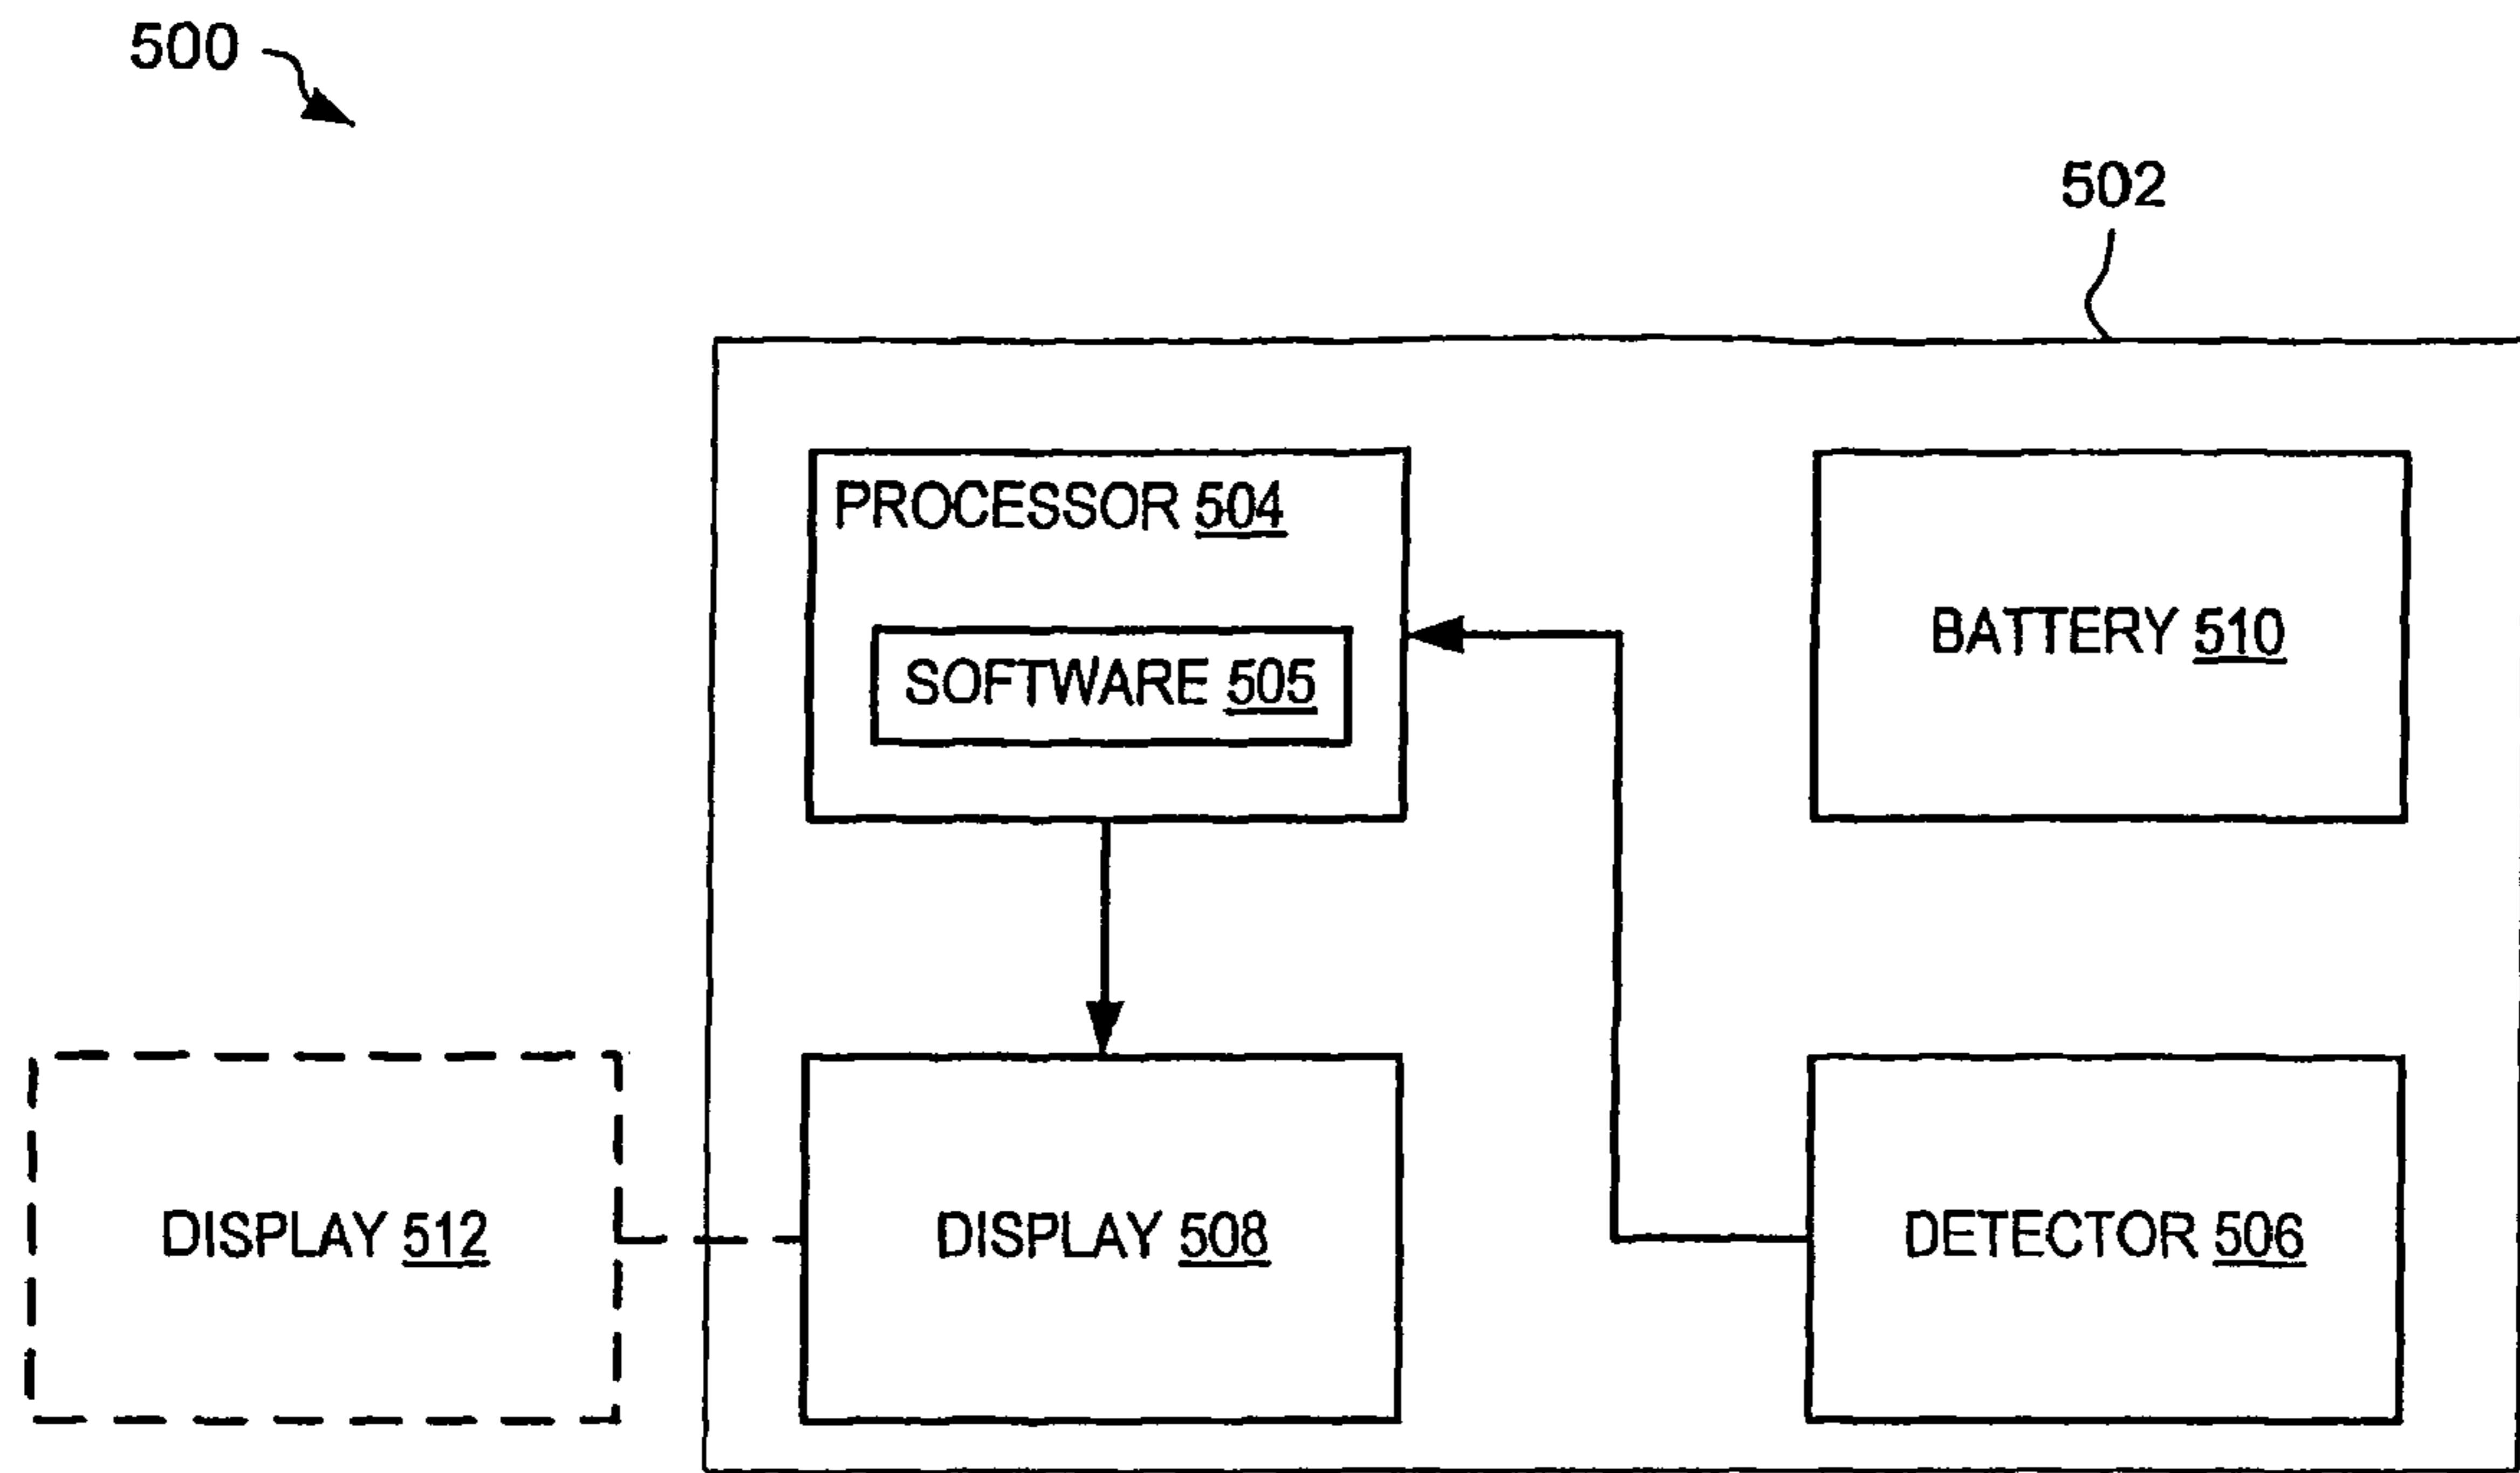 500
502
PROCESSOR 504
SOFTWARE 505
BATTERY 510
DISPLAY 512
DISPLAY 508
DETECTOR 506